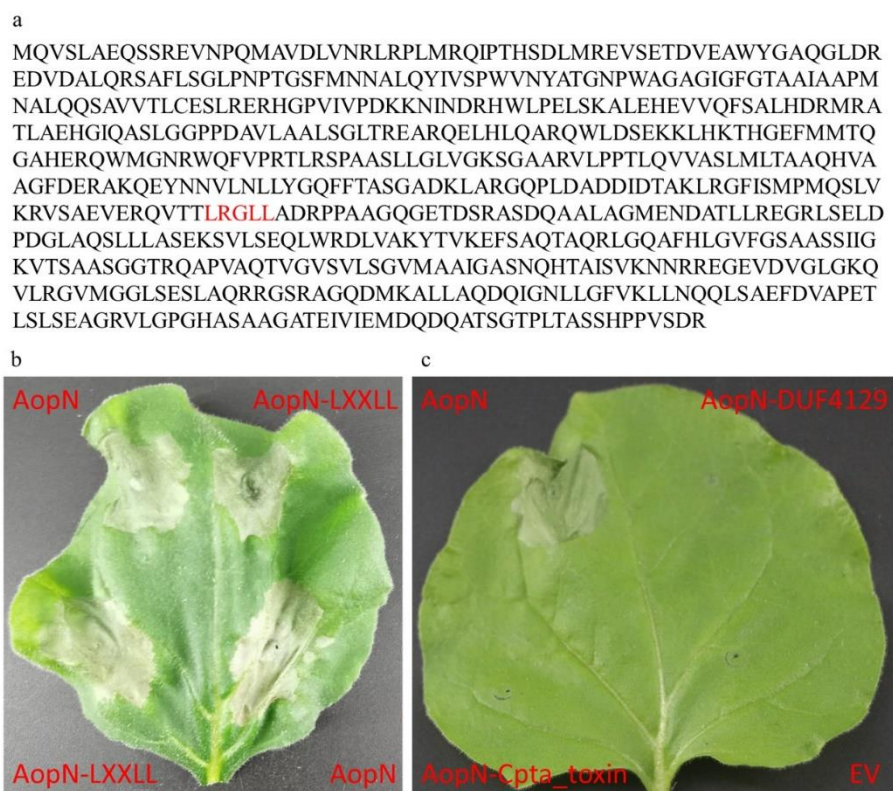 a
MQVSLAEQSSREVNPQMAVDLVNRLRPLMRQIPTHSDLMREVSETDVEAWYGAQGLDR
EDVDALQRSAFLSGLPNPTGSFMNNALQYIVSPWVNYATGNPWAGAGIGFGTAAIAAPM
NALQQSAVVTLCESLRERHGPVIVPDKKNINDRHWLPELSKALEHEVVQFSALHDRMRA
TLAEHGIQASLGGPPDAVLAALSGLTREARQELHLQARQWLDSEKKLHKTHGEFMMTQ
GAHERQWMGNRWQFVPRTLRSPAASLLGLVGKSGAARVLPPTLQVVASLMLTAAQHVA
AGFDERAKQEYNNVLNLLYGQFFTASGADKLARGQPLDADDIDTAKLRGFISMPMQSLV
KRVSAEVERQVTTLRGLLADRPPAAGQGETDSRASDQAALAGMENDATLLREGRLSELD
PDGLAQSLLLASEKSVLSEQLWRDLVAKYTVKEFSAQTAQRLGQAFHLGVFGSAASSIIG
KVTSAASGGTRQAPVAQTVGVSVLSGVMAAIGASNQHTAISVKNNRREGEVDVGLGKQ
VLRGVMGGLSESLAQRRGSRAGQDMKALLAQDQIGNLLGFVKLLNQQLSAEFDVAPET
LSLSEAGRVLGPGHASAAGATEIVIEMDQDQATSGTPLTASSHPPVSDR
b c
AopN AopN-LXXLL AopN AopN-DUF4129
AopN-LXXLL AopN AopN-Cpta_toxin EV